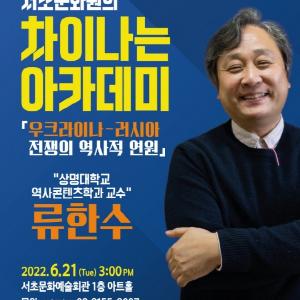 서초문화원의
차이나는
아카데미
「우크라이나-러시아
전쟁의 역사적 연원」
"상명대학교
역사콘텐츠학과 교수"
류한수
2022.6.21 (Tue) 3:00 PM
서초문화예술회관 1층 아트홀